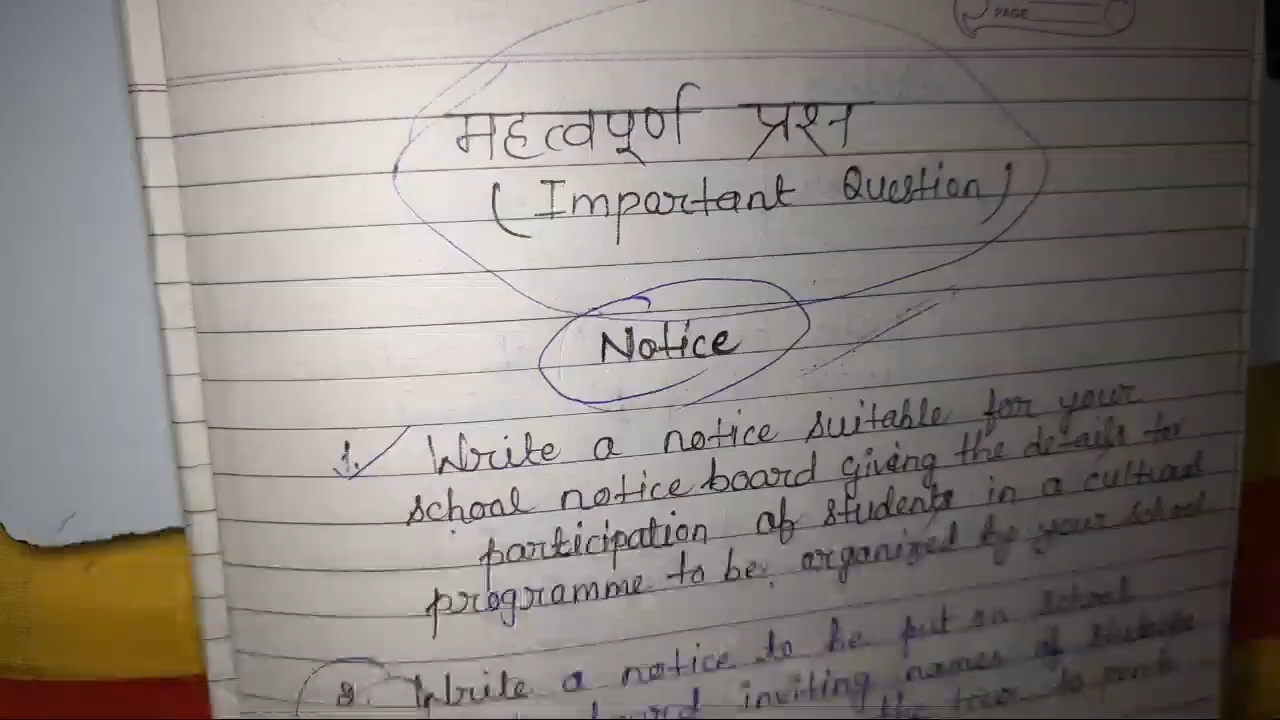 PAGE
महत्वपूर्ण प्रश्न
(Important Question)
Notice
1. Write a notice suitable for your
school notice board giving the details for
participation of students in a cultural
programme to be organized by your school
2. Write a notice to be put on school
inviting names of students
the